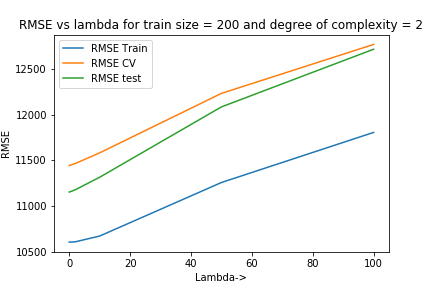 RMSE vs lambda for train size = 200 and degree of complexity = 2
RMSE Train
RMSE CV
RMSE test
12500
12000
11500
11000
10500
RMSE
0 20 40 60 80 100
Lambda->